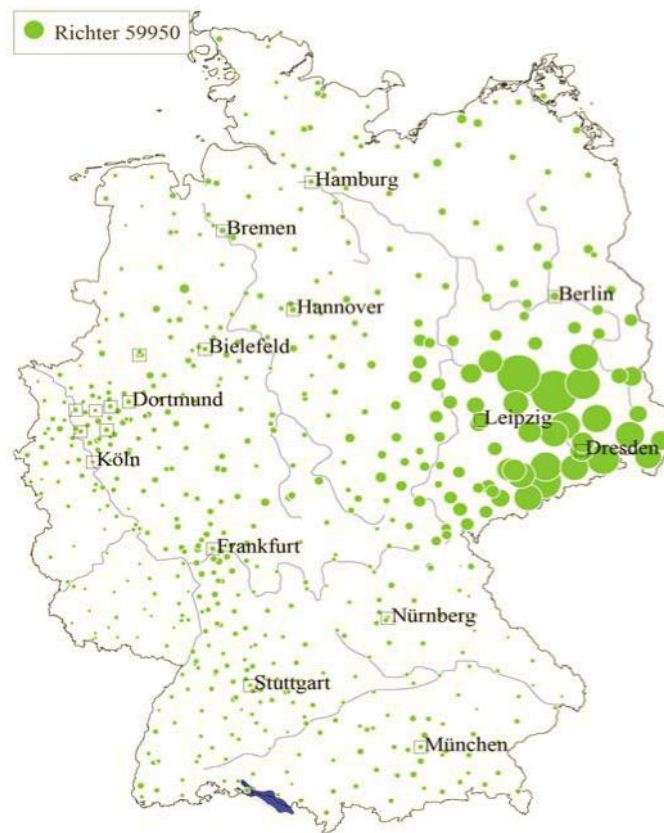 Richter 59950
Hamburg
Bremen
Berlin
Hannover
Bielefeld
Dortmund
Leipzig
Dresden
Köln
Frankfurt
Nürnberg
Stuttgart
München